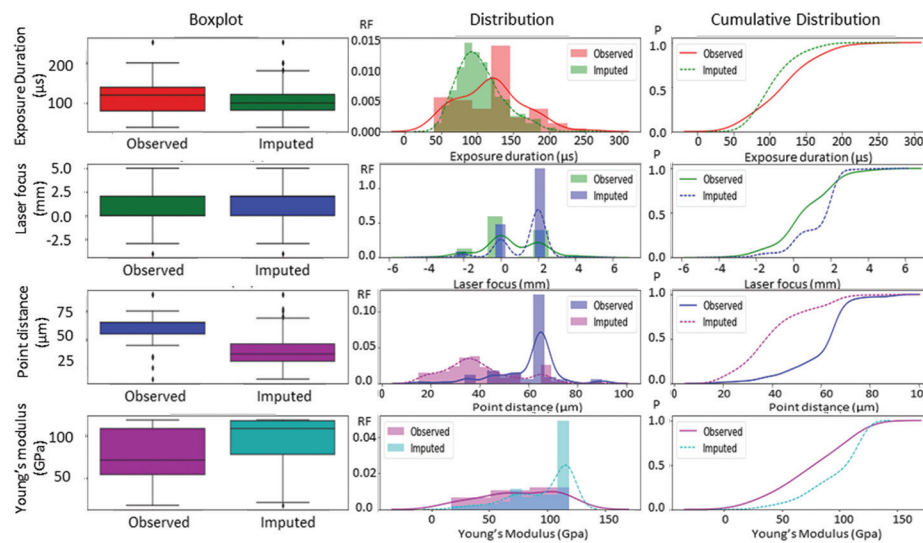 Boxplot
Distribution
Cumulative Distribution
Exposure Duration
(μs)
200
100
Observed
Imputed
RF
0.015
0.010
0.005
0.000
Observed
Imputed
0 50 100 150 200 250 300
Exposure duration (μs)
P
1.0
0.5
0.0
Observed
Imputed
0 50 100 150 200 250 300
Exposure duration (μs)
Laser focus
(mm)
5.0
2.5
0.0
-2.5
Observed
Imputed
RF
1.0
0.5
0.0
Observed
Imputed
-6 -4 -2 0 2 4 6
Laser focus (mm)
P
1.0
0.5
0.0
Observed
Imputed
-6 -4 -2 0 2 4 6
Laser focus (mm)
Point distance
(μm)
75
50
25
Observed
Imputed
RF
0.10
0.05
0.00
Observed
Imputed
0 20 40 60 80 100
Point distance (μm)
P
1.0
0.5
0.0
Observed
Imputed
0 20 40 60 80 100
Point distance (μm)
Young's modulus
(GPa)
100
50
Observed
Imputed
RF
0.04
0.02
0.00
Observed
Imputed
0 50 100 150
Young's Modulus (Gpa)
P
1.0
0.5
0.0
Observed
Imputed
-50 0 50 100 150
Young's Modulus (Gpa)